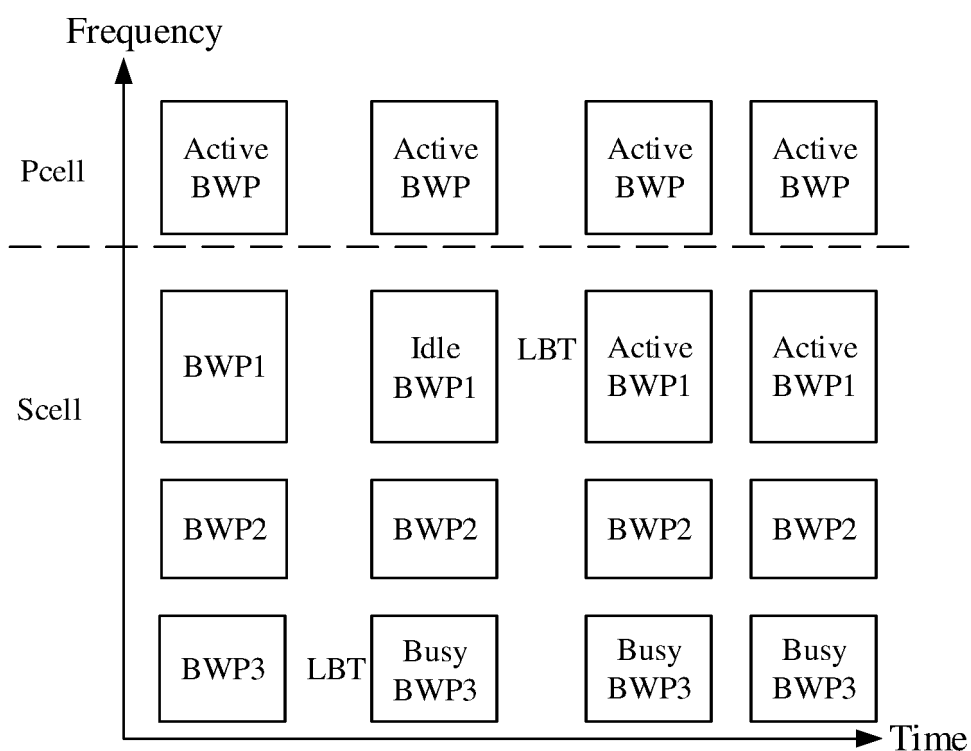 Frequency
Pcell
Active
BWP
Active
BWP
Active
BWP
Active
BWP
Scell
BWP1
Idle
BWP1
LBT
Active
BWP1
Active
BWP1
BWP2
BWP2
BWP2
BWP2
BWP3
LBT
Busy
BWP3
Busy
BWP3
Busy
BWP3
Time